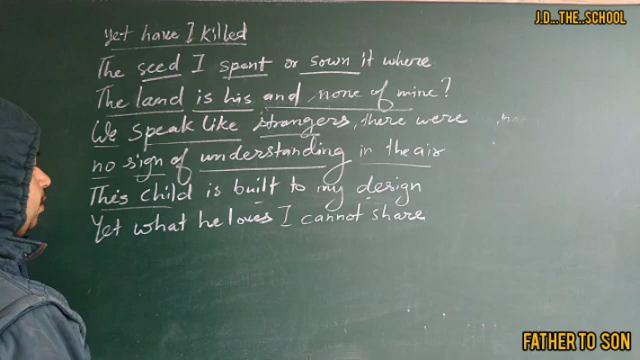 J.D...THE..SCHOOL
yet have I killed
The seed I spent or sown it where
The land is his and none of mine?
We speak like strangers, there were
no sign of understanding in the air
This child is built to my design
Yet what he loves I cannot share
FATHER TO SON